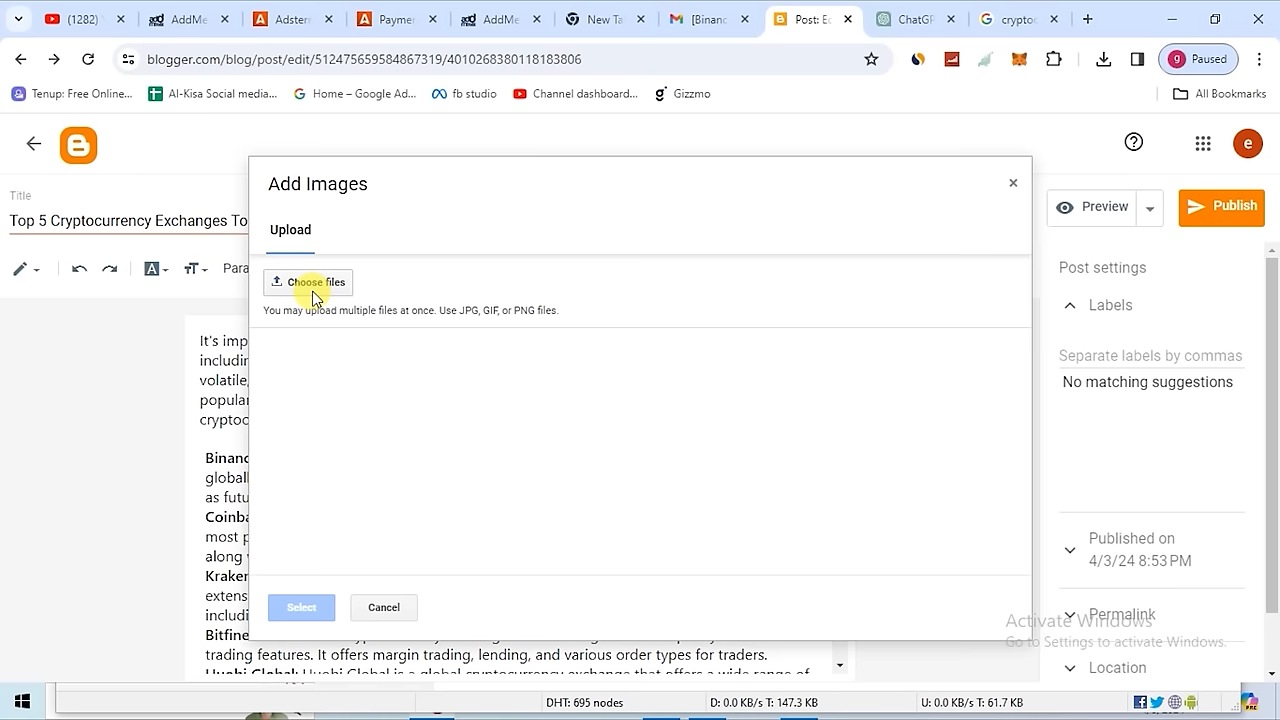 (1282)
AddMe
Adster
Paymer
AddMe
New Ta
[Binanc
Post: Ec
ChatGF
cryptoc
blogger.com/blog/post/edit/512475659584867319/4010268380118183806
g Paused
Tenup: Free Onlin...
Al-Kisa Social media...
Home – Google Ad...
fb studio
Channel dashboard...
Gizzmo
All Bookmarks
e
Add Images
Title
Top 5 Cryptocurrency Exchanges To
Upload
Preview
Publish
Para
Choose files
You may upload multiple files at once. Use JPG, GIF, or PNG files.
Post settings
Labels
Separate labels by commas
No matching suggestions
It's imp
includin
volatile,
popular
cryptoc
Binanc
globall
as futu
Coinba
most p
along w
Kraken
extens
includi
Bitfine
trading features. It offers margin trading, lending, and various order types for traders.
Published on
4/3/24 8:53 PM
Permalink
Location
Select
Cancel
Activate Windows
Go to Settings to activate Windows.
DHT: 695 nodes
D: 0.0 KB/s T: 147.3 KB
U: 0.0 KB/s T: 61.7 KB